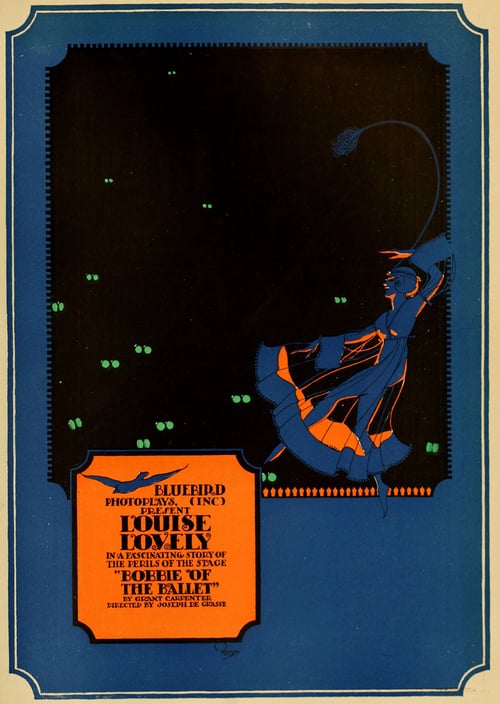 BLUEBIRD
PHOTOPLAYS, (INC)
PRESENT
LOUISE
LOVELY
IN A FASCINATING STORY OF
THE PERILS OF THE STAGE
"BOBBIE OF
THE BALLET"
BY GRANT CARPENTER
DIRECTED BY JOSEPH DE GRASSE